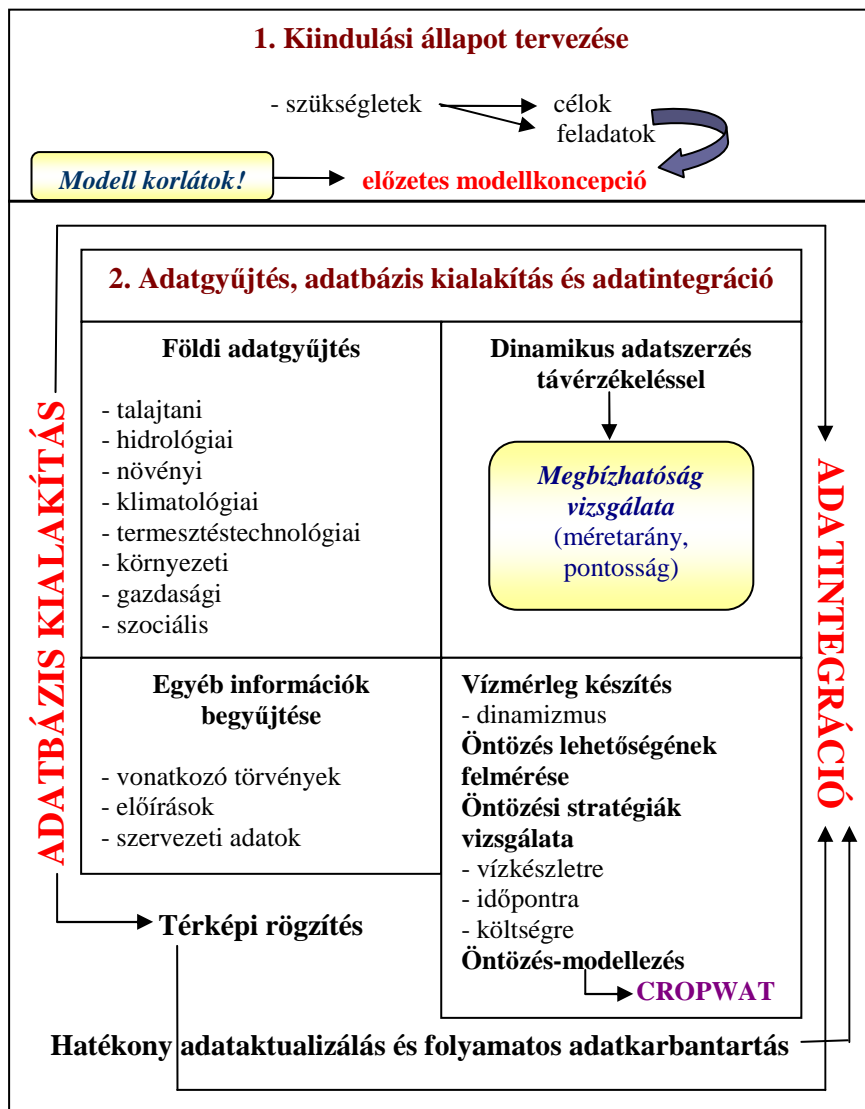 1. Kiindulási állapot tervezése
- szükségletek
célok
feladatok
Modell korlátok!
előzetes modellkoncepció
ADATBÁZIS KIALAKÍTÁS
2. Adatgyűjtés, adatbázis kialakítás és adatintegráció
Földi adatgyűjtés
- talajtani
- hidrológiai
- növényi
- klimatológiai
- termesztéstechnológiai
- környezeti
- gazdasági
- szociális
Dinamikus adatszerzés
távérzékeléssel
Megbízhatóság
vizsgálata
(méretarány,
pontosság)
Egyéb információk
begyűjtése
- vonatkozó törvények
- előírások
- szervezeti adatok
Vízmérleg készítés
- dinamizmus
Öntözés lehetőségének
felmérése
Öntözési stratégiák
vizsgálata
- vízkészletre
- időpontra
- költségre
Öntözés-modellezés
CROPWAT
ADATINTEGRÁCIÓ
Térképi rögzítés
Hatékony adataktualizálás és folyamatos adatkarbantartás